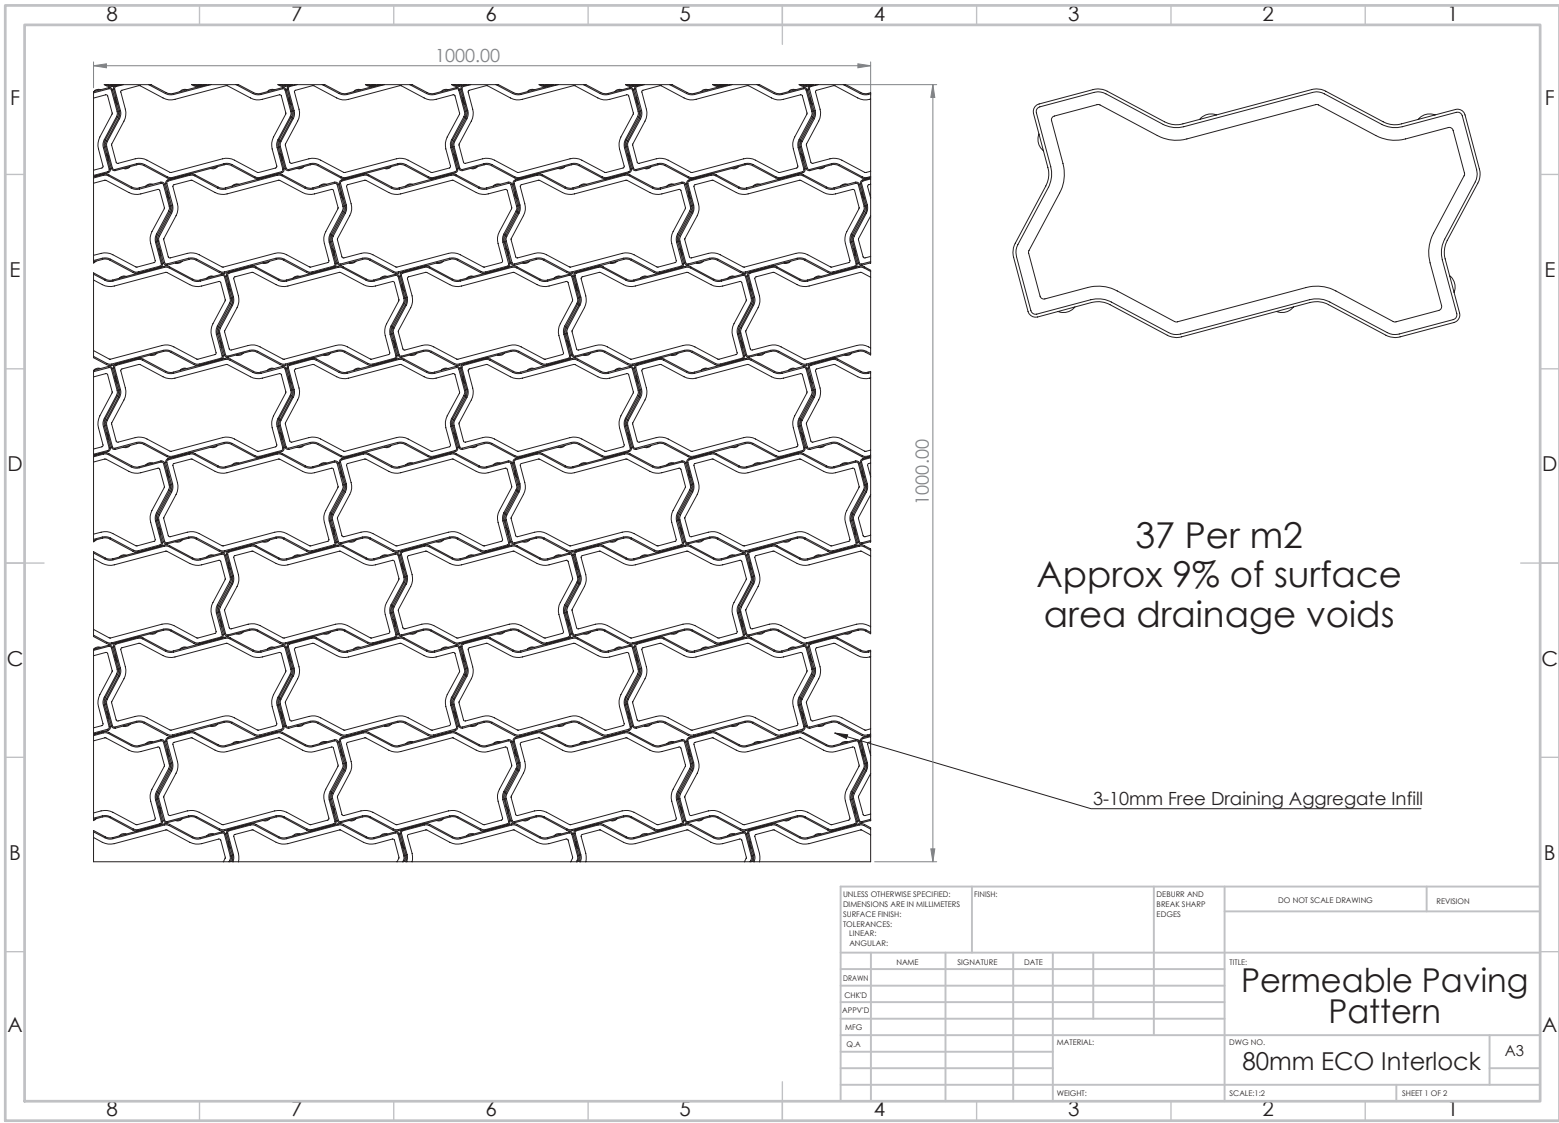 8 7 6 5 4 3 2 1
1000.00
F F
E E
D D
1000.00
37 Per m2
Approx 9% of surface
area drainage voids
C C
3-10mm Free Draining Aggregate Infill
B B
UNLESS OTHERWISE SPECIFIED:
DIMENSIONS ARE IN MILLIMETERS
SURFACE FINISH:
TOLERANCES:
LINEAR:
ANGULAR:
FINISH:
DEBURR AND
BREAK SHARP
EDGES
DO NOT SCALE DRAWING
REVISION
NAME SIGNATURE DATE
DRAWN
CHK'D
APPV'D
MFG
Q.A
MATERIAL:
WEIGHT:
TITLE:
Permeable Paving
Pattern
A A
DWG NO.
80mm ECO Interlock
A3
SCALE:1:2
SHEET 1 OF 2
8 7 6 5 4 3 2 1